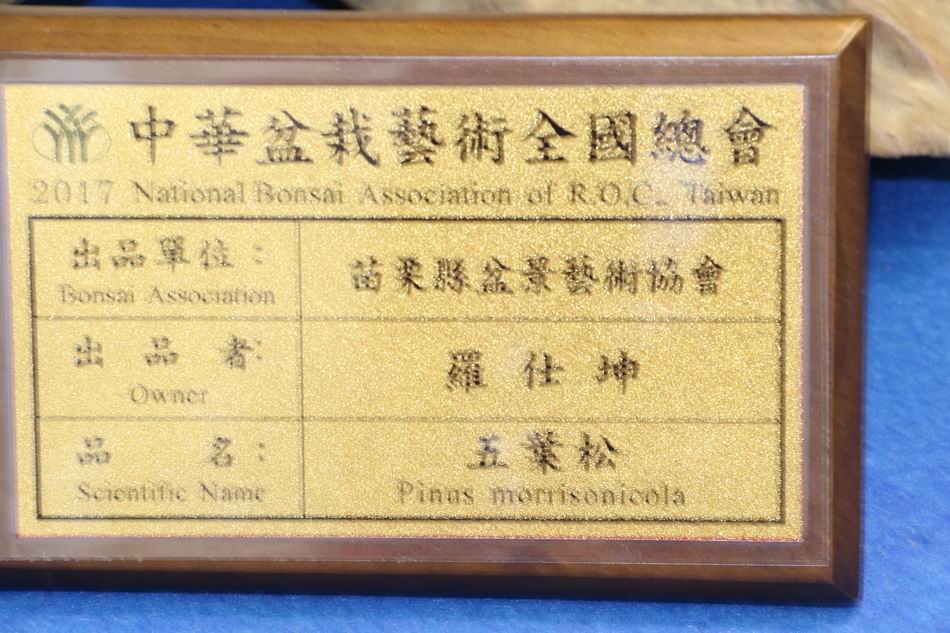 中華盆栽藝術全國總會
2017 National Bonsai Association of R.O.C. Taiwan
出品單位：
Bonsai Association
苗栗縣盆景藝術協會
出品者：
Owner
羅仕坤
品名：
Scientific Name
五葉松
Pinus morrisonicola